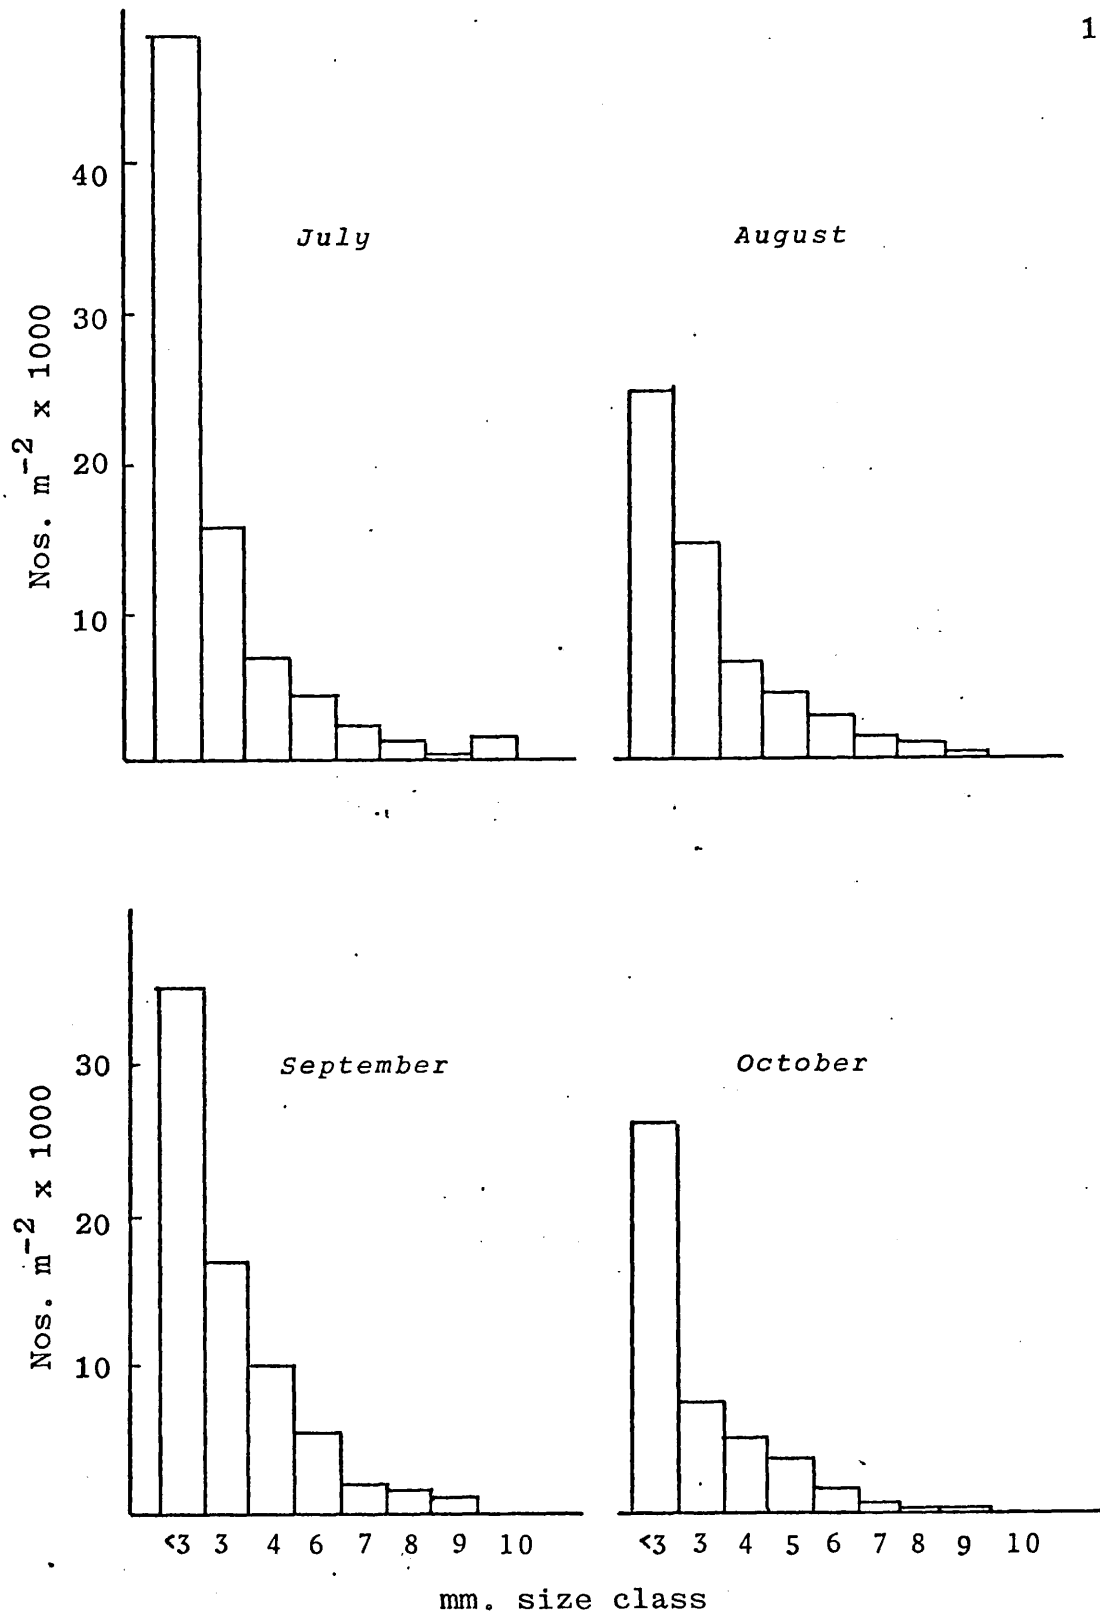 1
40
30
20
10
Nos. m⁻² x 1000
July
August
30
20
10
Nos. m⁻² x 1000
September
October
<3 3 4 6 7 8 9 10
<3 3 4 5 6 7 8 9 10
mm. size class